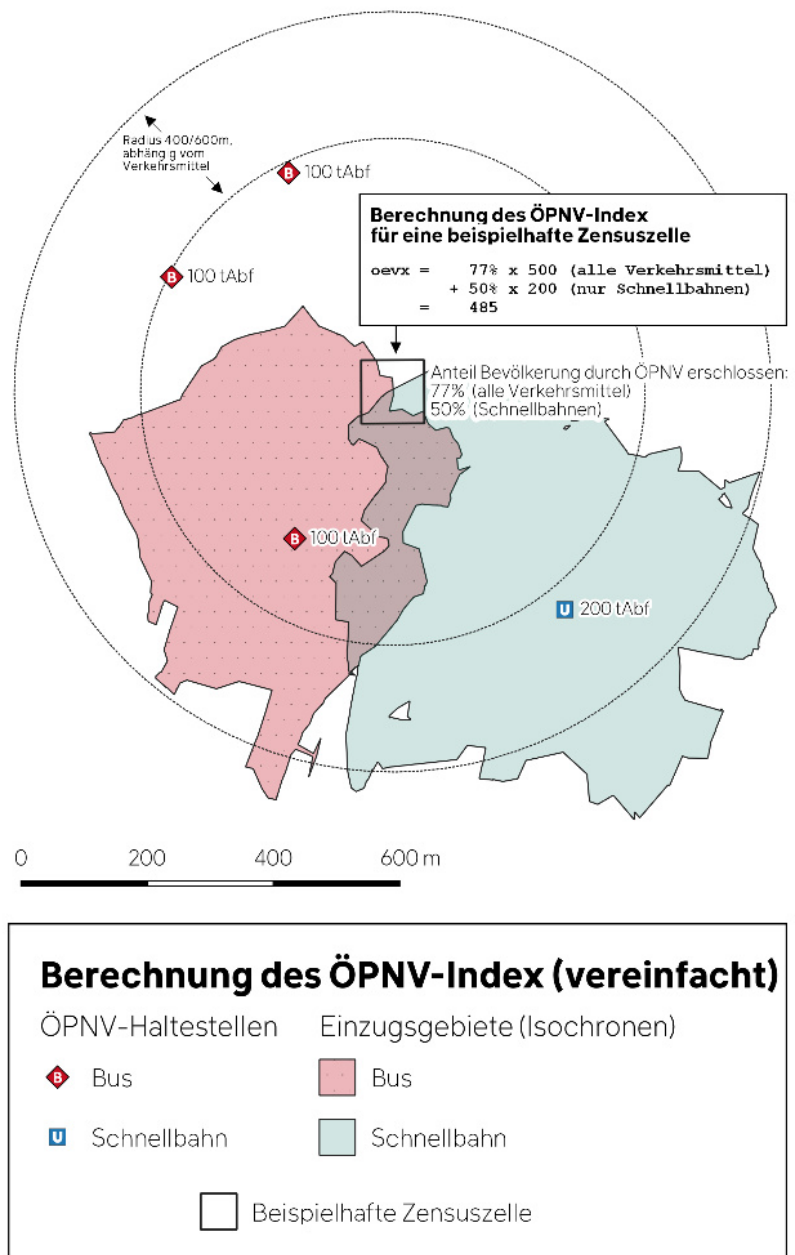 Radius 400/600m,
abhäng g vom
Verkehrsmittel
B 100 tAbf
B 100 tAbf
Berechnung des ÖPNV-Index
für eine beispielhafte Zensuszelle
oevx = 77% x 500 (alle Verkehrsmittel)
+ 50% x 200 (nur Schnellbahnen)
= 485
Anteil Bevölkerung durch ÖPNV erschlossen:
77% (alle Verkehrsmittel)
50% (Schnellbahnen)
B 100 tAbf
U 200 tAbf
0 200 400 600 m
Berechnung des ÖPNV-Index (vereinfacht)
ÖPNV-Haltestellen Einzugsgebiete (Isochronen)
B Bus Bus
U Schnellbahn Schnellbahn
Beispielhafte Zensuszelle